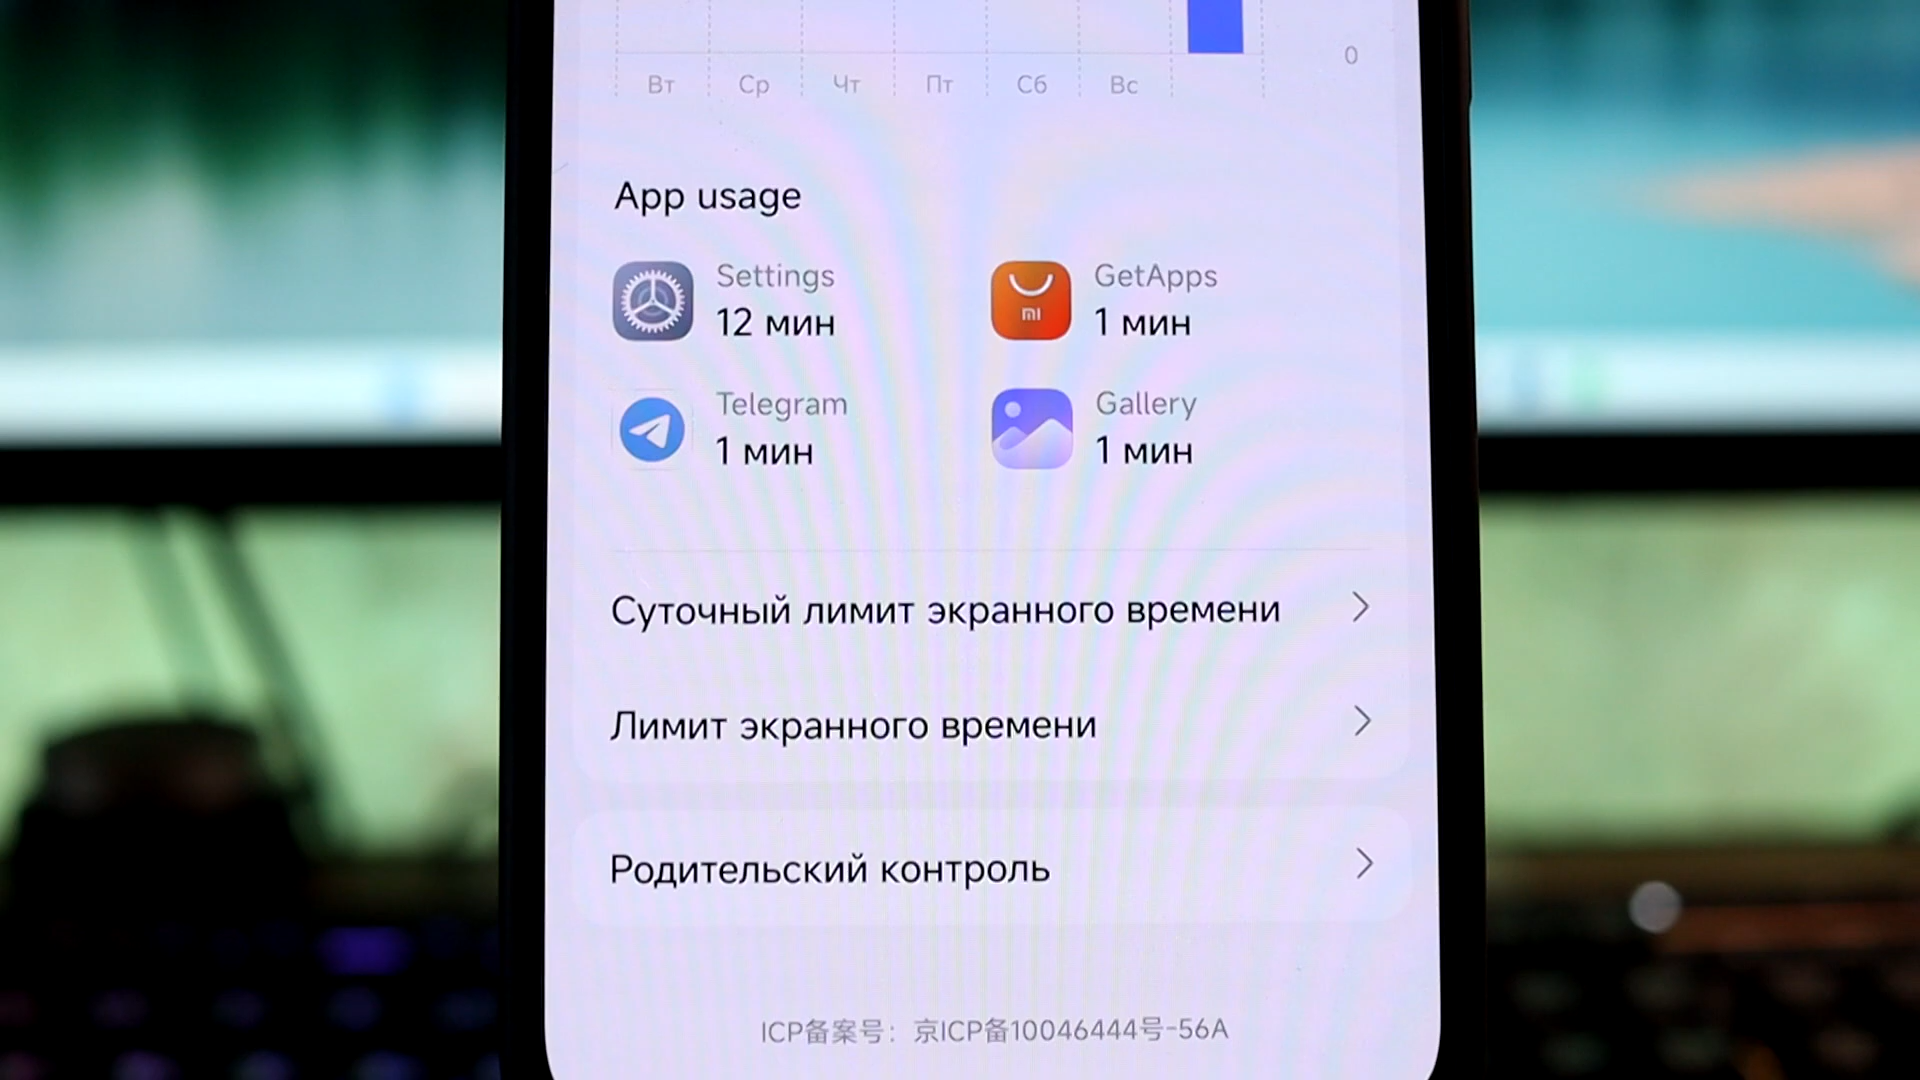 0
Вт Ср Чт Пт Сб Вс
App usage
Settings
12 мин
GetApps
1 мин
mi
Telegram
1 мин
Gallery
1 мин
Суточный лимит экранного времени
Лимит экранного времени
Родительский контроль
ICP备案号：京ICP备10046444号-56A